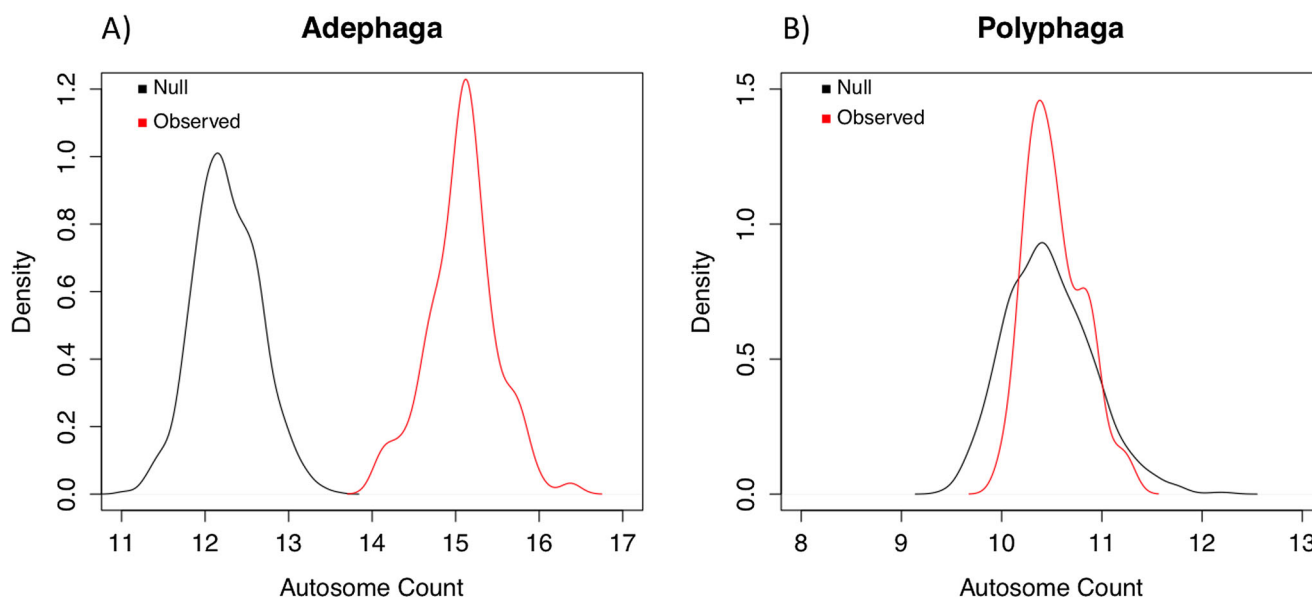 A) Adephaga
Null
Observed
Density
0.0 0.2 0.4 0.6 0.8 1.0 1.2
11 12 13 14 15 16 17
Autosome Count
B) Polyphaga
Null
Observed
Density
0.0 0.5 1.0 1.5
8 9 10 11 12 13
Autosome Count